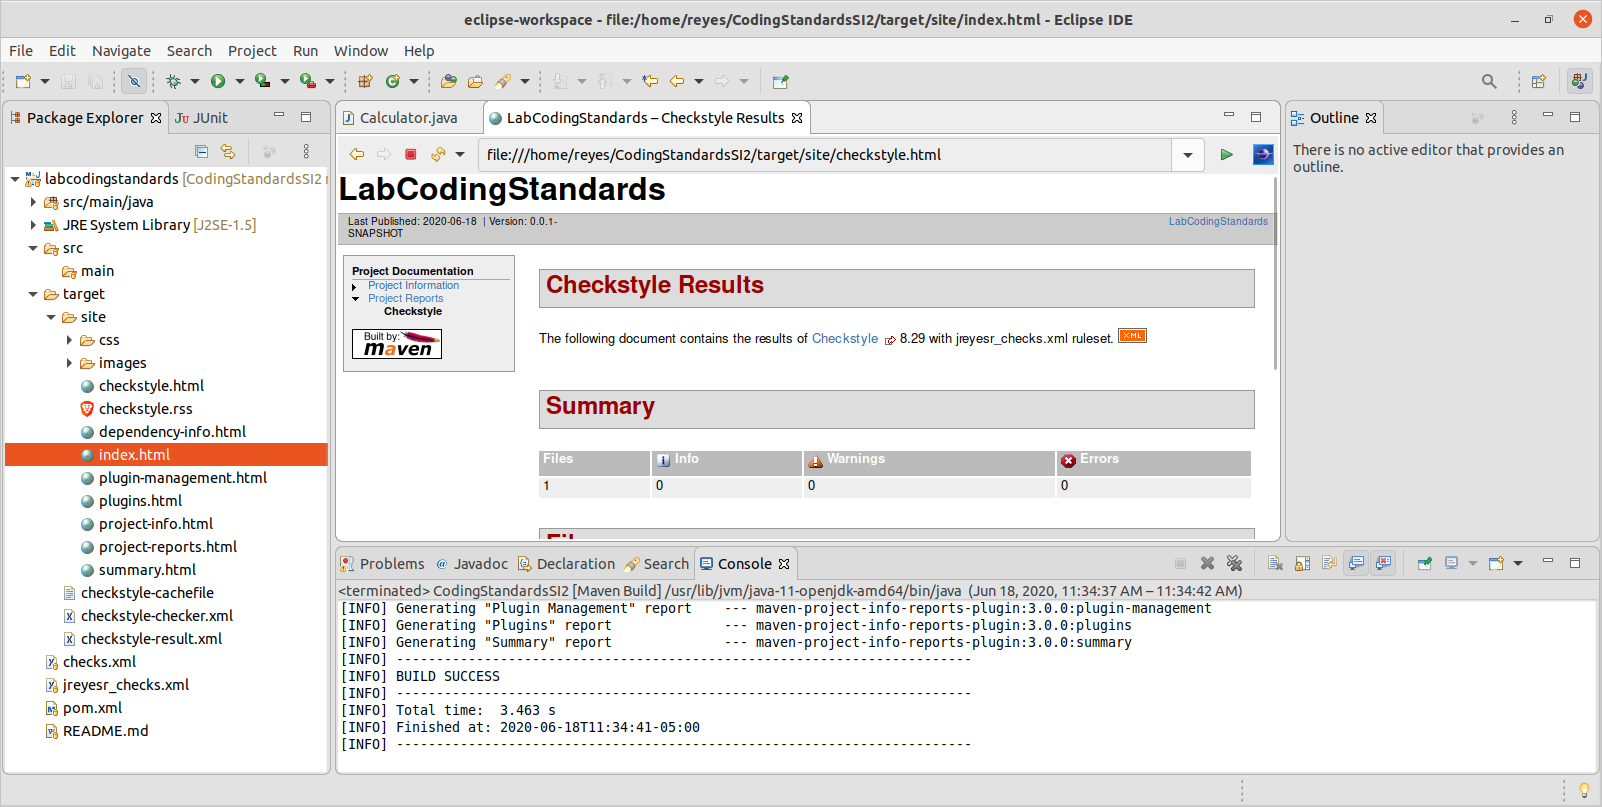 eclipse-workspace - file:/home/reyes/CodingStandardsSI2/target/site/index.html - Eclipse IDE
File Edit Navigate Search Project Run Window Help
Package Explorer
JUnit
labcodingstandards [CodingStandardsSI2
src/main/java
JRE System Library [J2SE-1.5]
src
main
target
site
css
images
checkstyle.html
checkstyle.rss
dependency-info.html
index.html
plugin-management.html
plugins.html
project-info.html
project-reports.html
summary.html
checkstyle-cachefile
checkstyle-checker.xml
checkstyle-result.xml
checks.xml
jreyesr_checks.xml
pom.xml
README.md
Calculator.java
LabCodingStandards – Checkstyle Results
file:///home/reyes/CodingStandardsSI2/target/site/checkstyle.html
LabCodingStandards
Last Published: 2020-06-18 | Version: 0.0.1-
SNAPSHOT
LabCodingStandards
Project Documentation
Project Information
Project Reports
Checkstyle
Built by:
maven
Checkstyle Results
The following document contains the results of Checkstyle 8.29 with jreyesr_checks.xml ruleset. XML
Summary
Files Info Warnings Errors
1 0 0 0
Outline
There is no active editor that provides an
outline.
Problems @ Javadoc Declaration Search Console
<terminated> CodingStandardsSI2 [Maven Build] /usr/lib/jvm/java-11-openjdk-amd64/bin/java (Jun 18, 2020, 11:34:37 AM – 11:34:42 AM)
[INFO] Generating "Plugin Management" report    --- maven-project-info-reports-plugin:3.0.0:plugin-management
[INFO] Generating "Plugins" report              --- maven-project-info-reports-plugin:3.0.0:plugins
[INFO] Generating "Summary" report              --- maven-project-info-reports-plugin:3.0.0:summary
[INFO] ------------------------------------------------------------------------
[INFO] BUILD SUCCESS
[INFO] ------------------------------------------------------------------------
[INFO] Total time:  3.463 s
[INFO] Finished at: 2020-06-18T11:34:41-05:00
[INFO] ------------------------------------------------------------------------